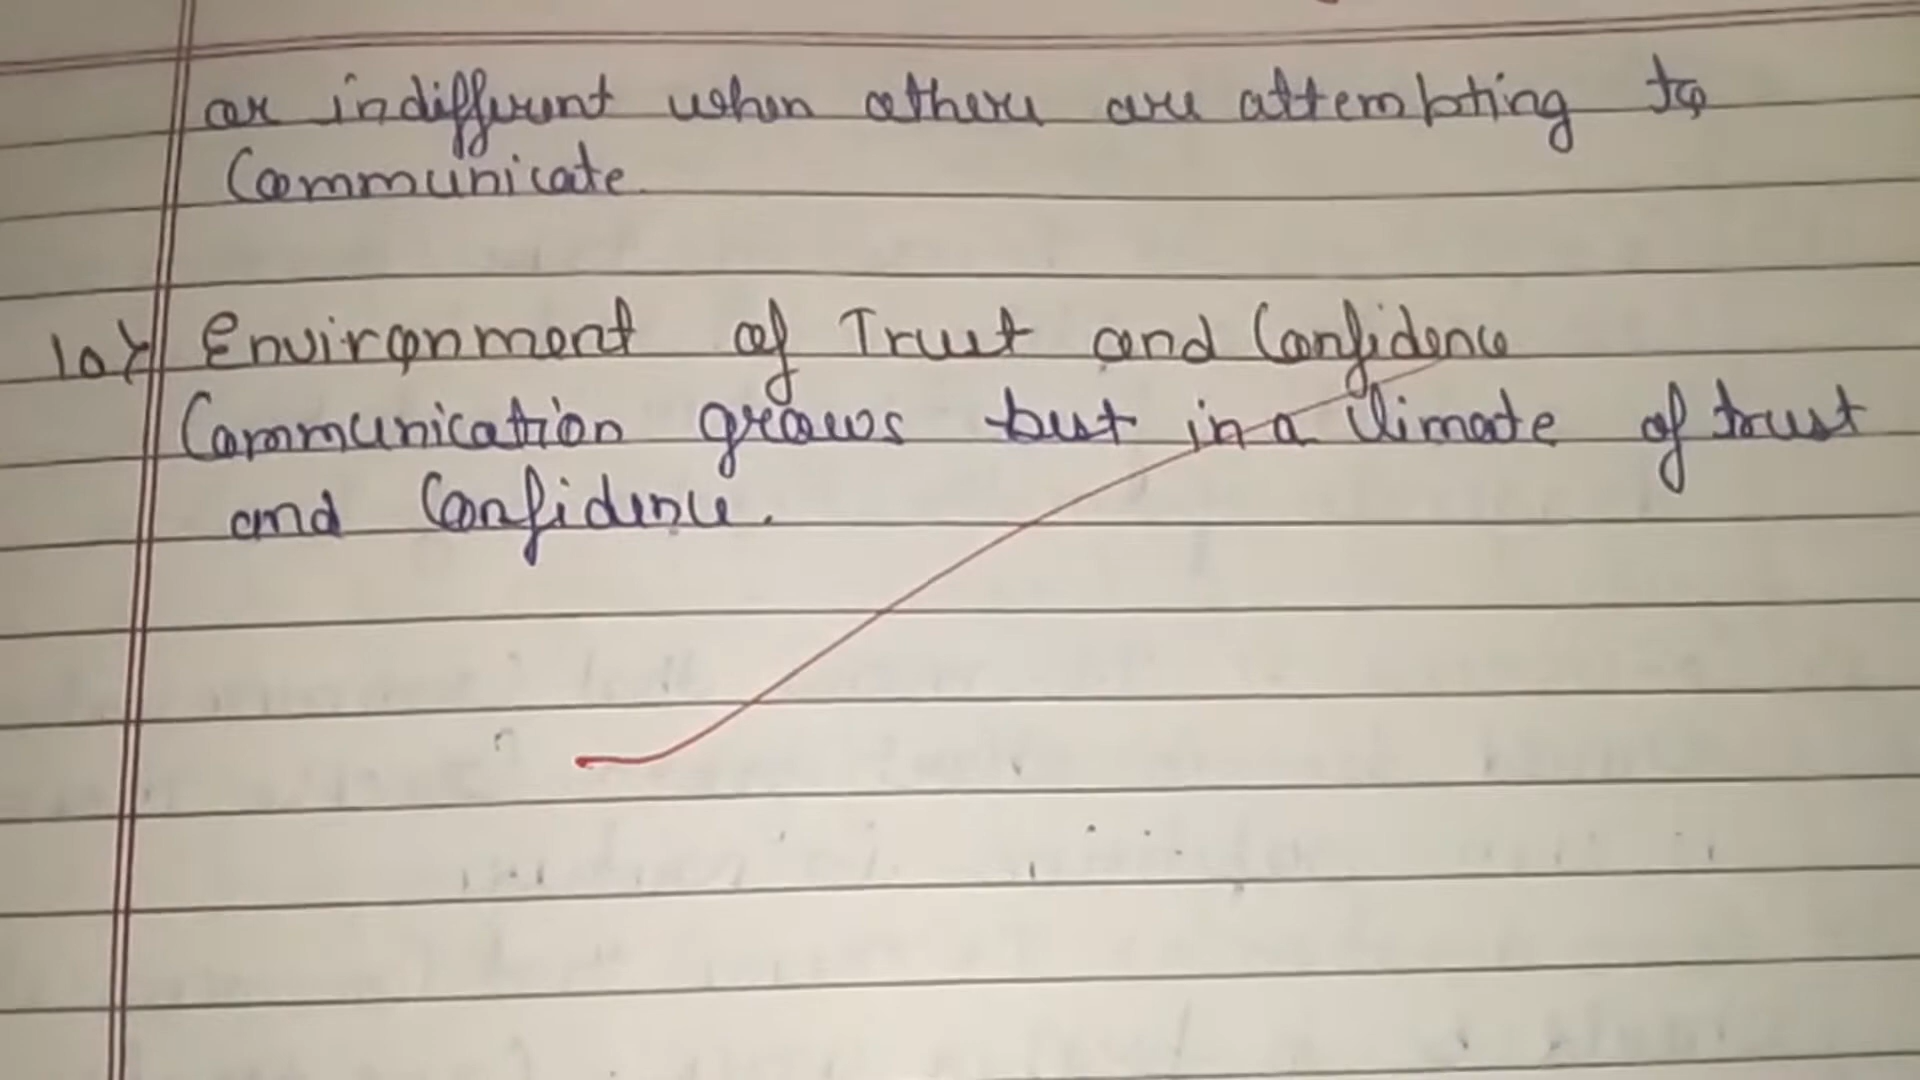 or indifferent when others are attempting to
Communicate.
10) Environment of Trust and Confidence
Communication grows but in a climate of trust
and Confidence.